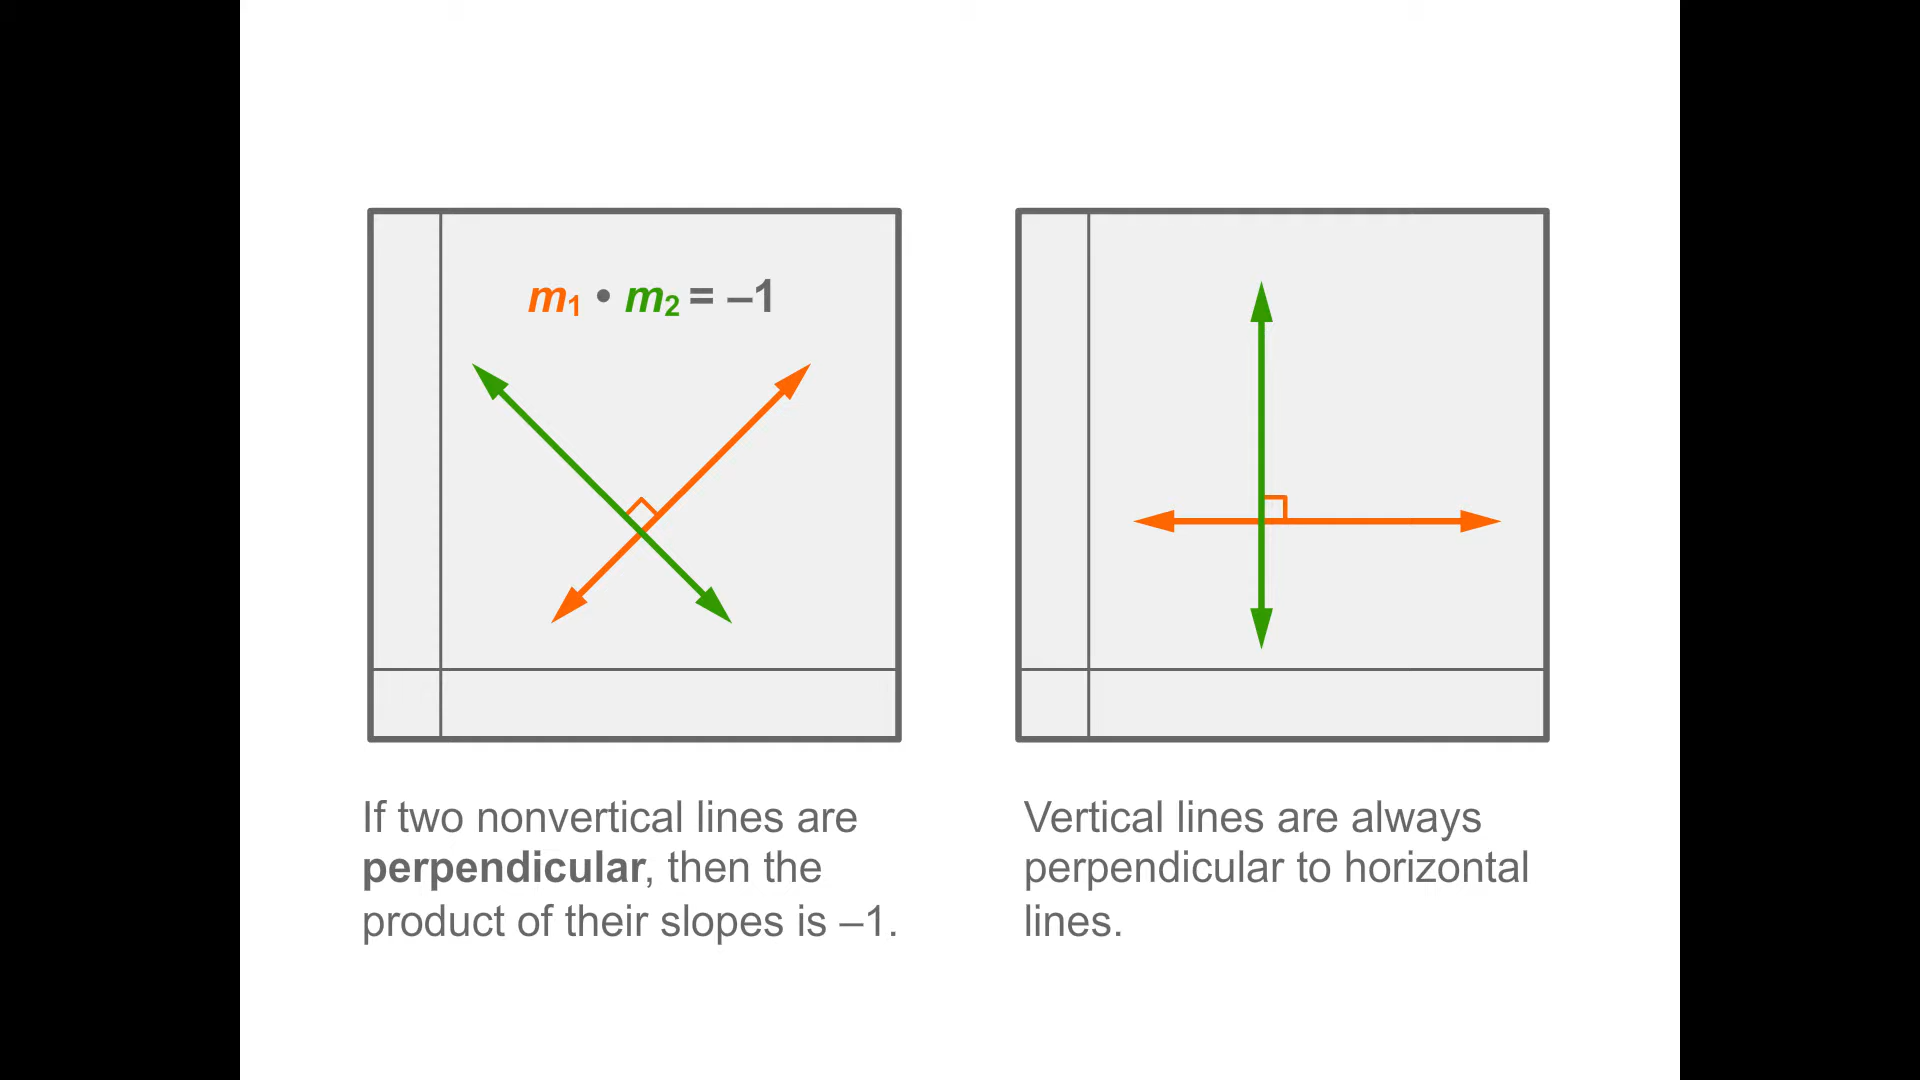 m₁ • m₂ = –1
If two nonvertical lines are
perpendicular, then the
product of their slopes is –1.
Vertical lines are always
perpendicular to horizontal
lines.